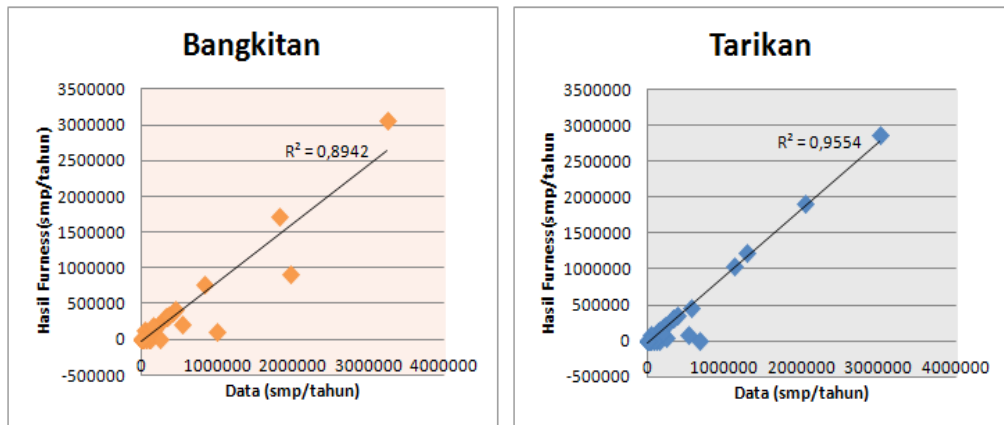 Bangkitan
3500000
3000000
2500000
2000000
1500000
1000000
500000
0
-500000
Hasil Furness(smp/tahun)
R² = 0,8942
0 1000000 2000000 3000000 4000000
Data (smp/tahun)
Tarikan
3500000
3000000
2500000
2000000
1500000
1000000
500000
0
-500000
Hasil Furness(smp/tahun
R² = 0,9554
0 1000000 2000000 3000000 4000000
Data (smp/tahun)